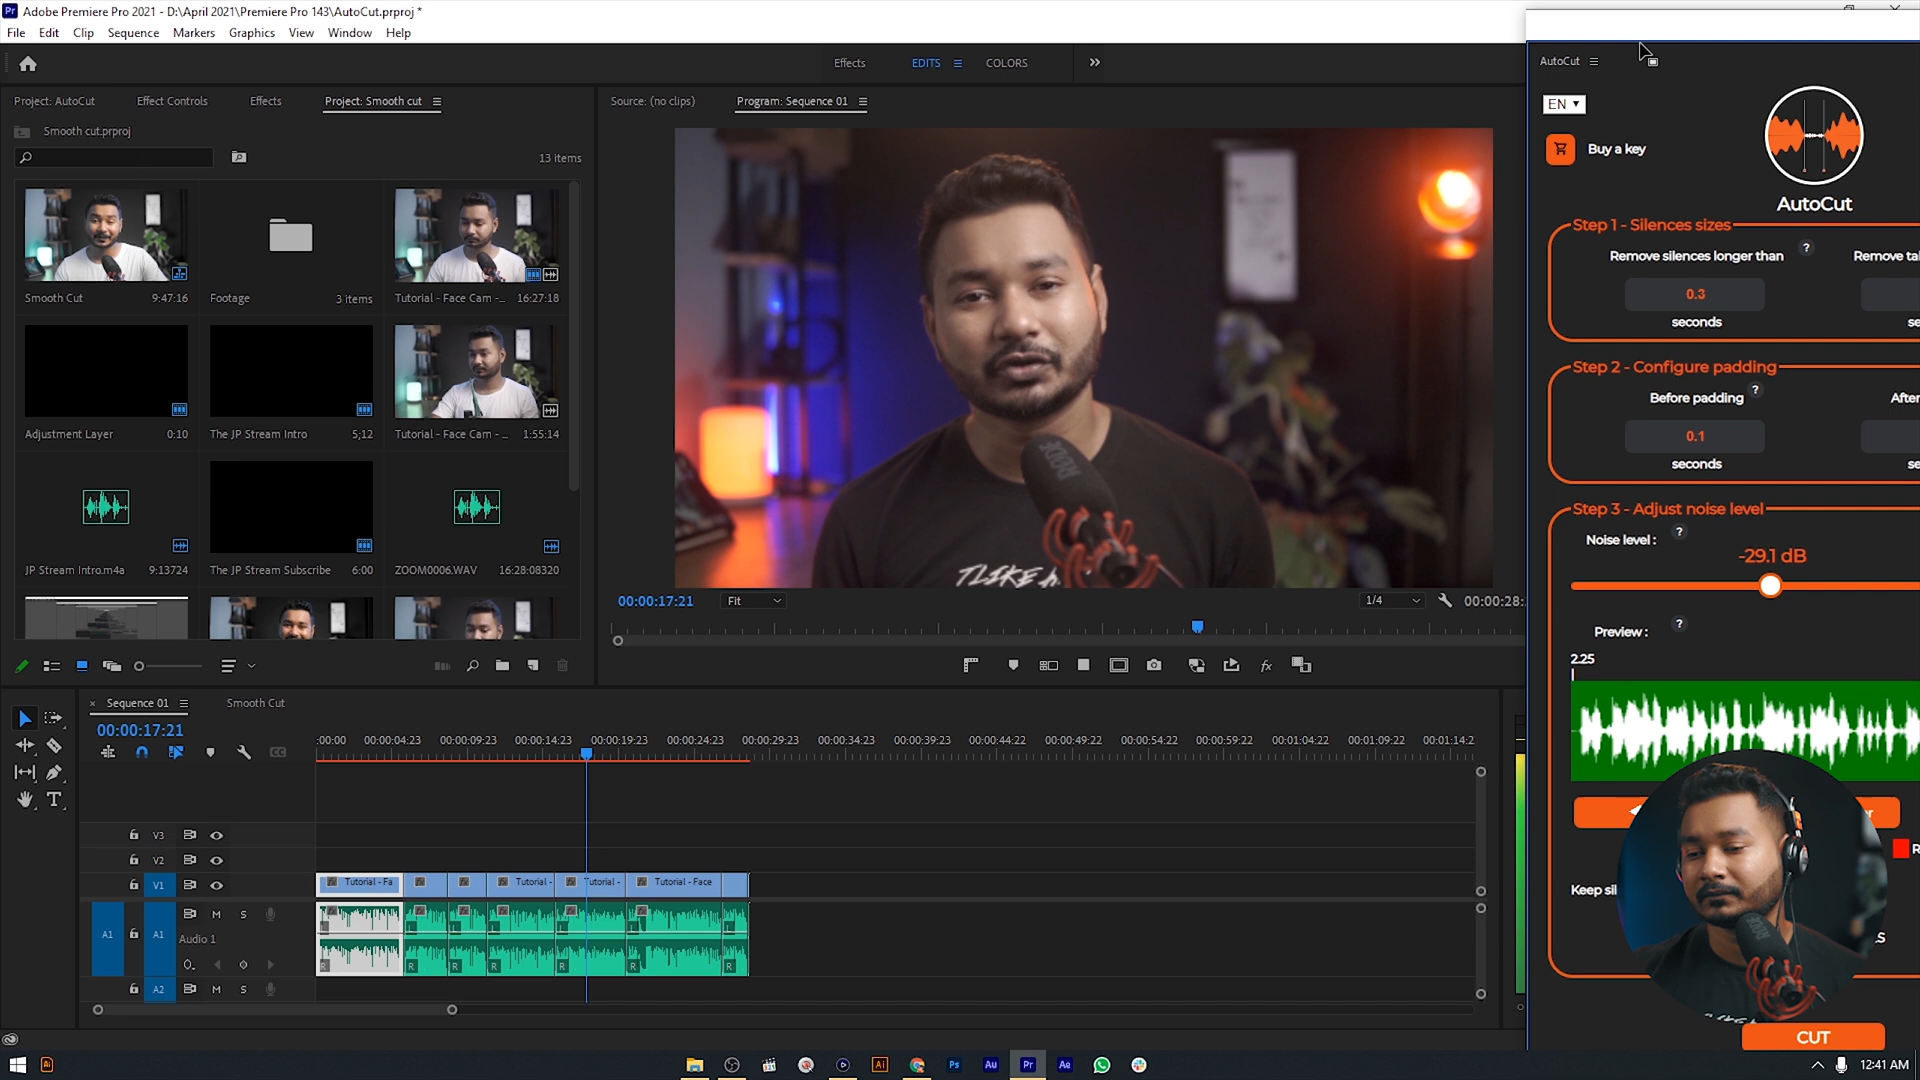 Adobe Premiere Pro 2021 - D:\April 2021\Premiere Pro 143\AutoCut.prproj *
File Edit Clip Sequence Markers Graphics View Window Help
Effects EDITS COLORS
Project: AutoCut Effect Controls Effects Project: Smooth cut
Smooth cut.prproj
13 items
Smooth Cut 9:47:16
Footage 3 items
Tutorial - Face Cam -... 16:27:18
Adjustment Layer 0:10
The JP Stream Intro 5;12
Tutorial - Face Cam - ... 1:55:14
JP Stream Intro.m4a 9:13724
The JP Stream Subscribe 6:00
ZOOM0006.WAV 16:28:08320
Source: (no clips) Program: Sequence 01
RODE
00:00:17:21 Fit 1/4 00:00:28:
Sequence 01 Smooth Cut
00:00:17:21
:00:00 00:00:04:23 00:00:09:23 00:00:14:23 00:00:19:23 00:00:24:23 00:00:29:23 00:00:34:23 00:00:39:23 00:00:44:22 00:00:49:22 00:00:54:22 00:00:59:22 00:01:04:22 00:01:09:22 00:01:14:2
V3
V2
V1
Tutorial - Fa Tutorial - Tutorial - Tutorial - Face
A1 A1 M S
Audio 1
R R R R R R R
A2 M S
AutoCut
EN
Buy a key
AutoCut
Step 1 - Silences sizes
Remove silences longer than ? Remove tal
0.3
seconds se
Step 2 - Configure padding
Before padding ? After
0.1
seconds se
Step 3 - Adjust noise level
Noise level : ?
-29.1 dB
Preview : ?
2.25
R
Keep sil
CUT
Ai Ps Au Ai Pr Ae
12:41 AM